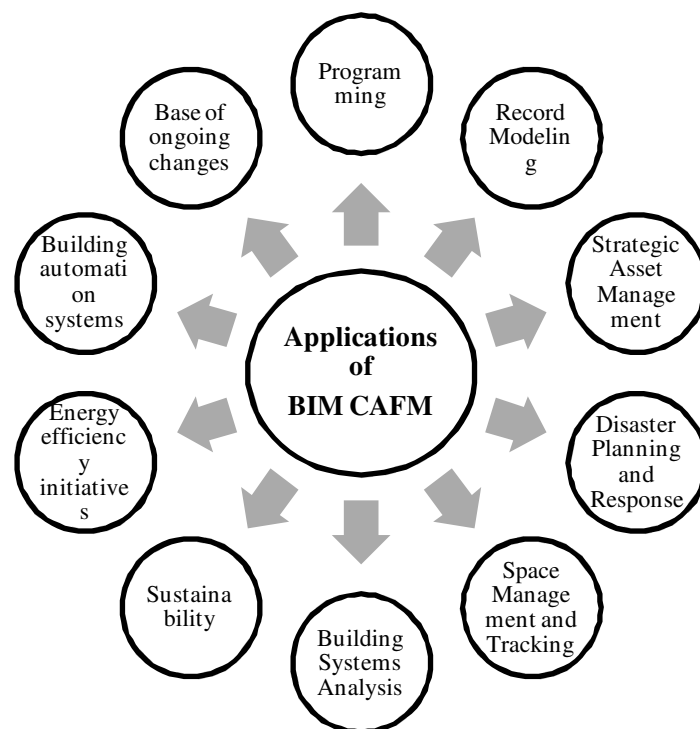 Program
ming
Record
Modelin
g
Strategic
Asset
Manage
ment
Disaster
Planning
and
Response
Space
Manage
ment and
Tracking
Building
Systems
Analysis
Sustaina
bility
Energy
efficienc
y
initiative
s
Building
automati
on
systems
Base of
ongoing
changes
Applications
of
BIM CAFM